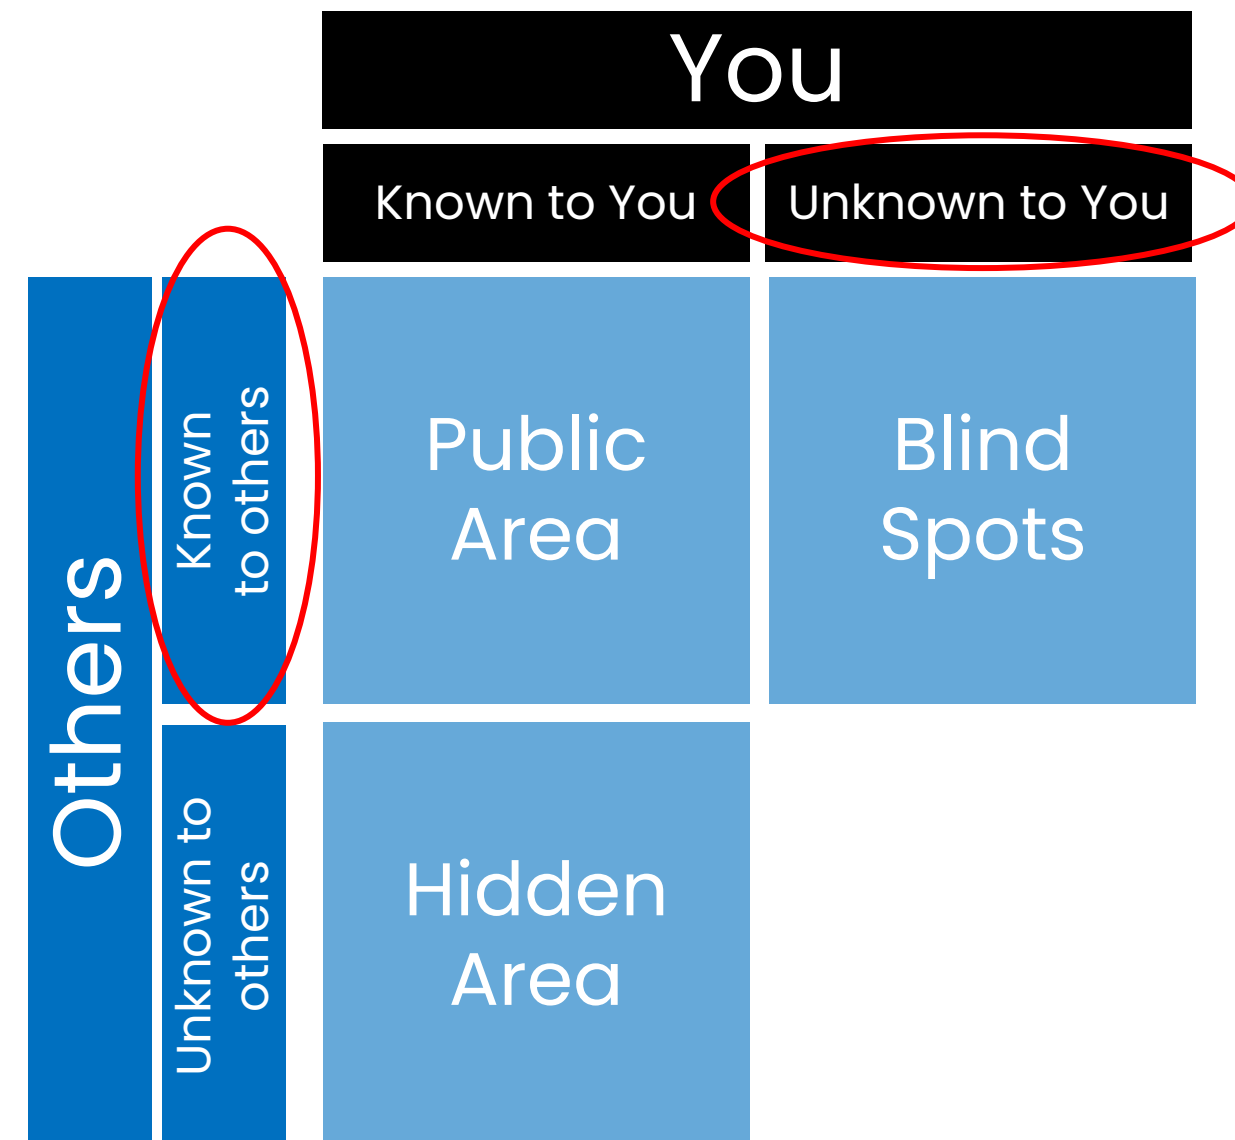 You
Known to You
Unknown to You
Others
Known
to others
Public
Area
Blind
Spots
Unknown to
others
Hidden
Area